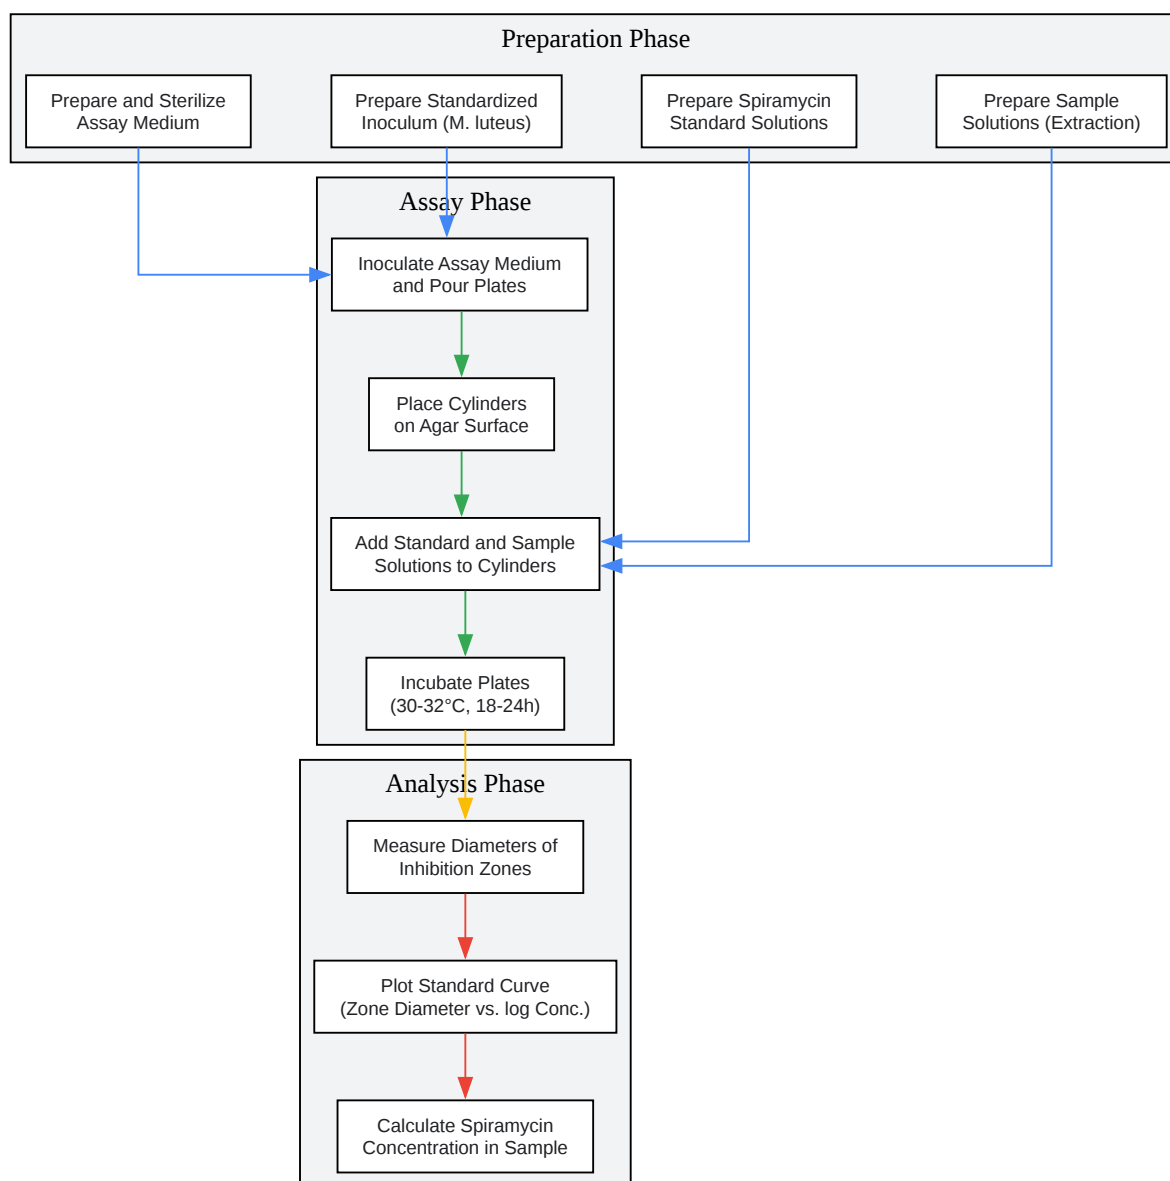 Preparation Phase
Prepare and Sterilize
Assay Medium
Prepare Standardized
Inoculum (M. luteus)
Prepare Spiramycin
Standard Solutions
Prepare Sample
Solutions (Extraction)
Assay Phase
Inoculate Assay Medium
and Pour Plates
Place Cylinders
on Agar Surface
Add Standard and Sample
Solutions to Cylinders
Incubate Plates
(30-32°C, 18-24h)
Analysis Phase
Measure Diameters of
Inhibition Zones
Plot Standard Curve
(Zone Diameter vs. log Conc.)
Calculate Spiramycin
Concentration in Sample